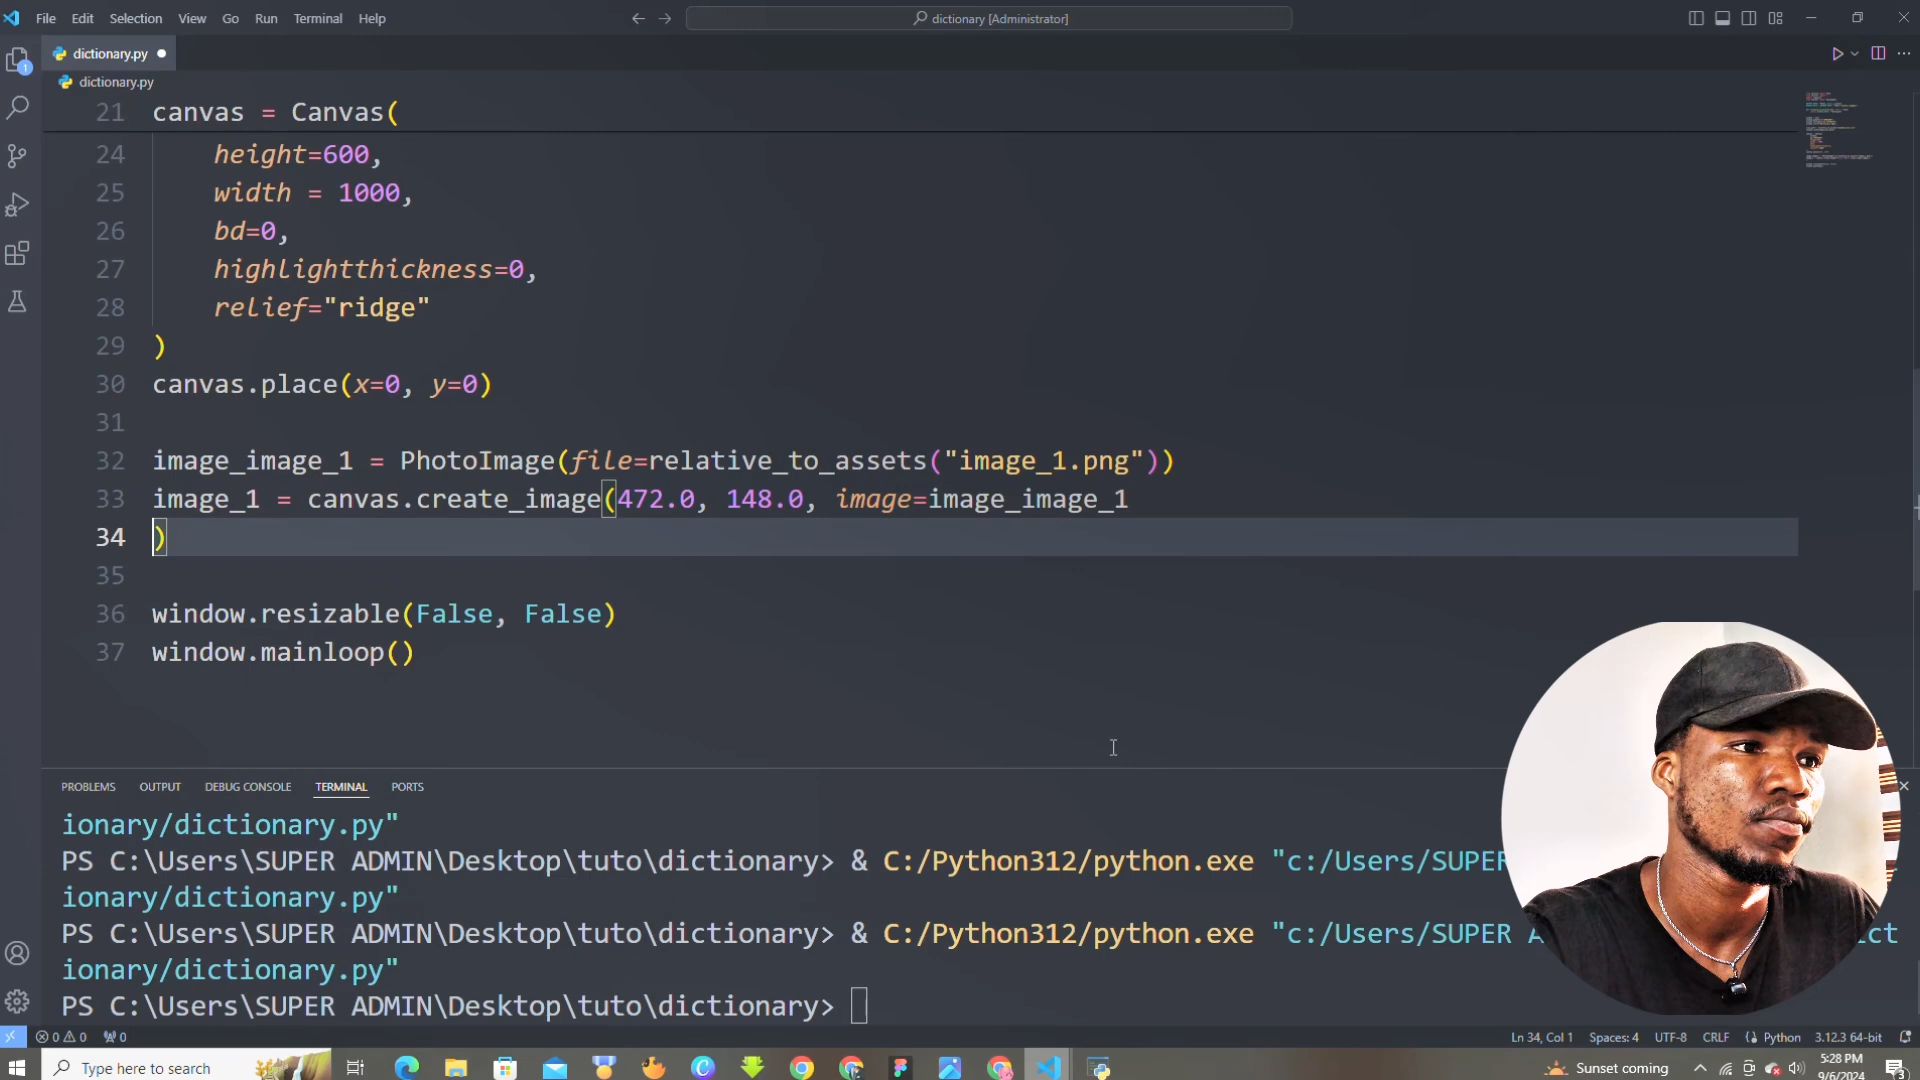 File Edit Selection View Go Run Terminal Help
dictionary [Administrator]
dictionary.py
dictionary.py
21 canvas = Canvas(
24 height=600,
25 width = 1000,
26 bd=0,
27 highlightthickness=0,
28 relief="ridge"
29 )
30 canvas.place(x=0, y=0)
31
32 image_image_1 = PhotoImage(file=relative_to_assets("image_1.png"))
33 image_1 = canvas.create_image(472.0, 148.0, image=image_image_1
34 )
35
36 window.resizable(False, False)
37 window.mainloop()
PROBLEMS OUTPUT DEBUG CONSOLE TERMINAL PORTS
ionary/dictionary.py"
PS C:\Users\SUPER ADMIN\Desktop\tuto\dictionary> & C:/Python312/python.exe "c:/Users/SUPER
ionary/dictionary.py"
PS C:\Users\SUPER ADMIN\Desktop\tuto\dictionary> & C:/Python312/python.exe "c:/Users/SUPER
ionary/dictionary.py"
PS C:\Users\SUPER ADMIN\Desktop\tuto\dictionary>
0 0 0 Ln 34, Col 1 Spaces: 4 UTF-8 CRLF Python 3.12.3 64-bit
Type here to search
Sunset coming
5:28 PM
9/6/2024